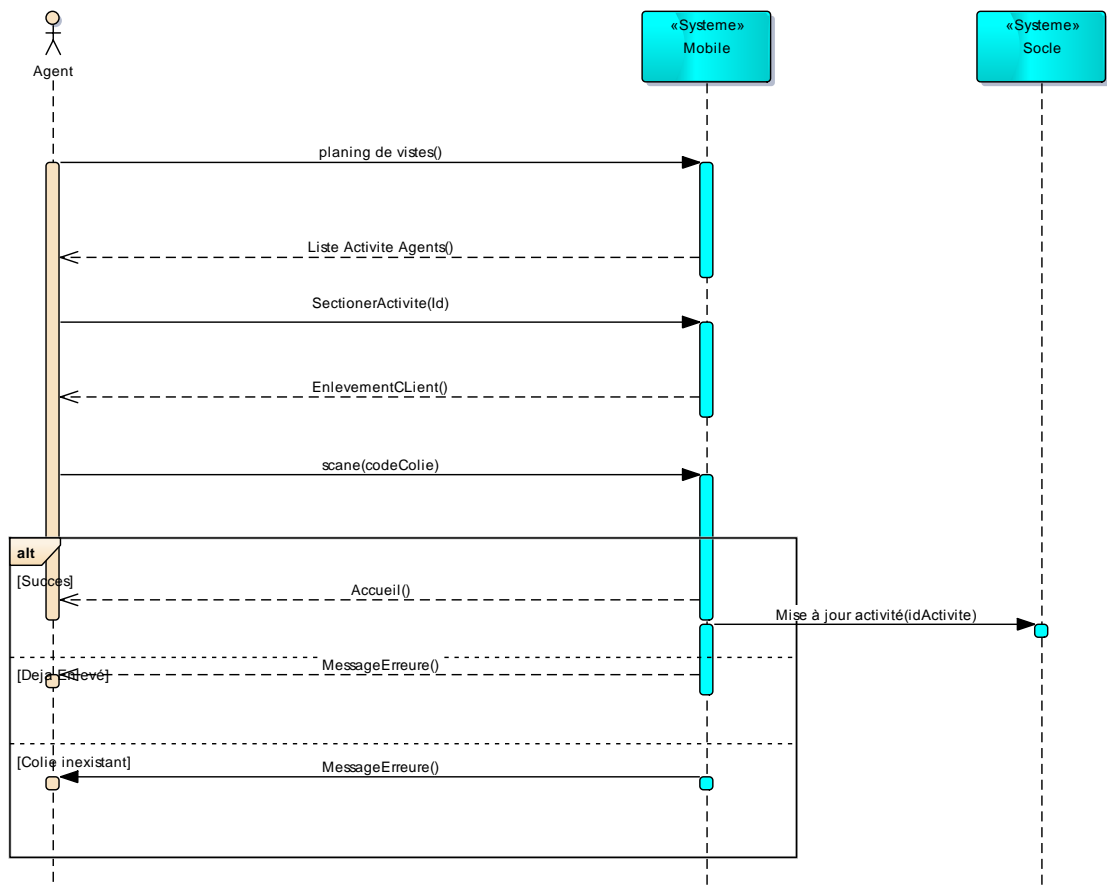 «Systeme»
Mobile
«Systeme»
Socle
Agent
planing de vistes()
Liste Activite Agents()
SectionerActivite(Id)
EnlevementCLient()
scane(codeColie)
alt
[Succes]
Accueil()
Mise à jour activité(idActivite)
[Deja Enlevé]
MessageErreure()
[Colie inexistant]
MessageErreure()